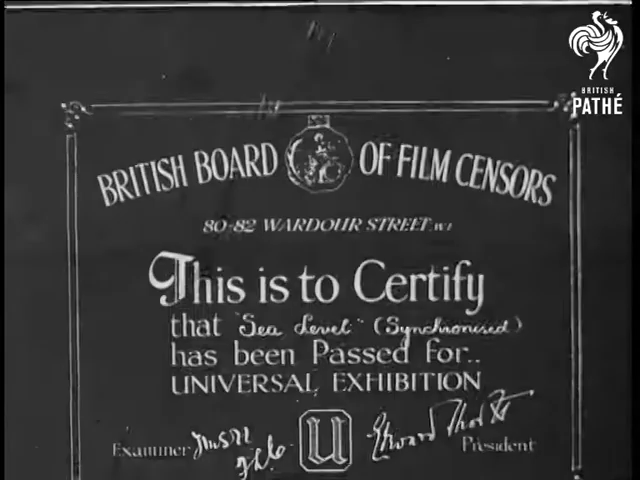 BRITISH
PATHÉ
BRITISH BOARD OF FILM CENSORS
80-82 WARDOUR STREET. W1
This is to Certify
that "Sea Level" (Synchronised)
has been Passed for..
UNIVERSAL EXHIBITION
Examiner
U
President